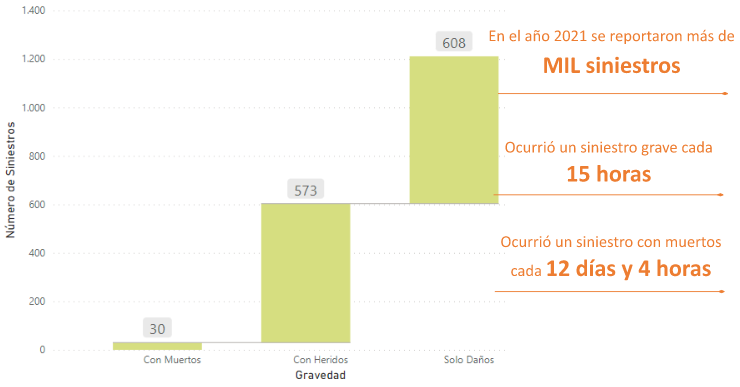 1.400
1.200
1.000
800
600
400
200
0
Número de Siniestros
30
573
608
Con Muertos
Con Heridos
Solo Daños
Gravedad
En el año 2021 se reportaron más de
MIL siniestros
Ocurrió un siniestro grave cada
15 horas
Ocurrió un siniestro con muertos
cada 12 días y 4 horas